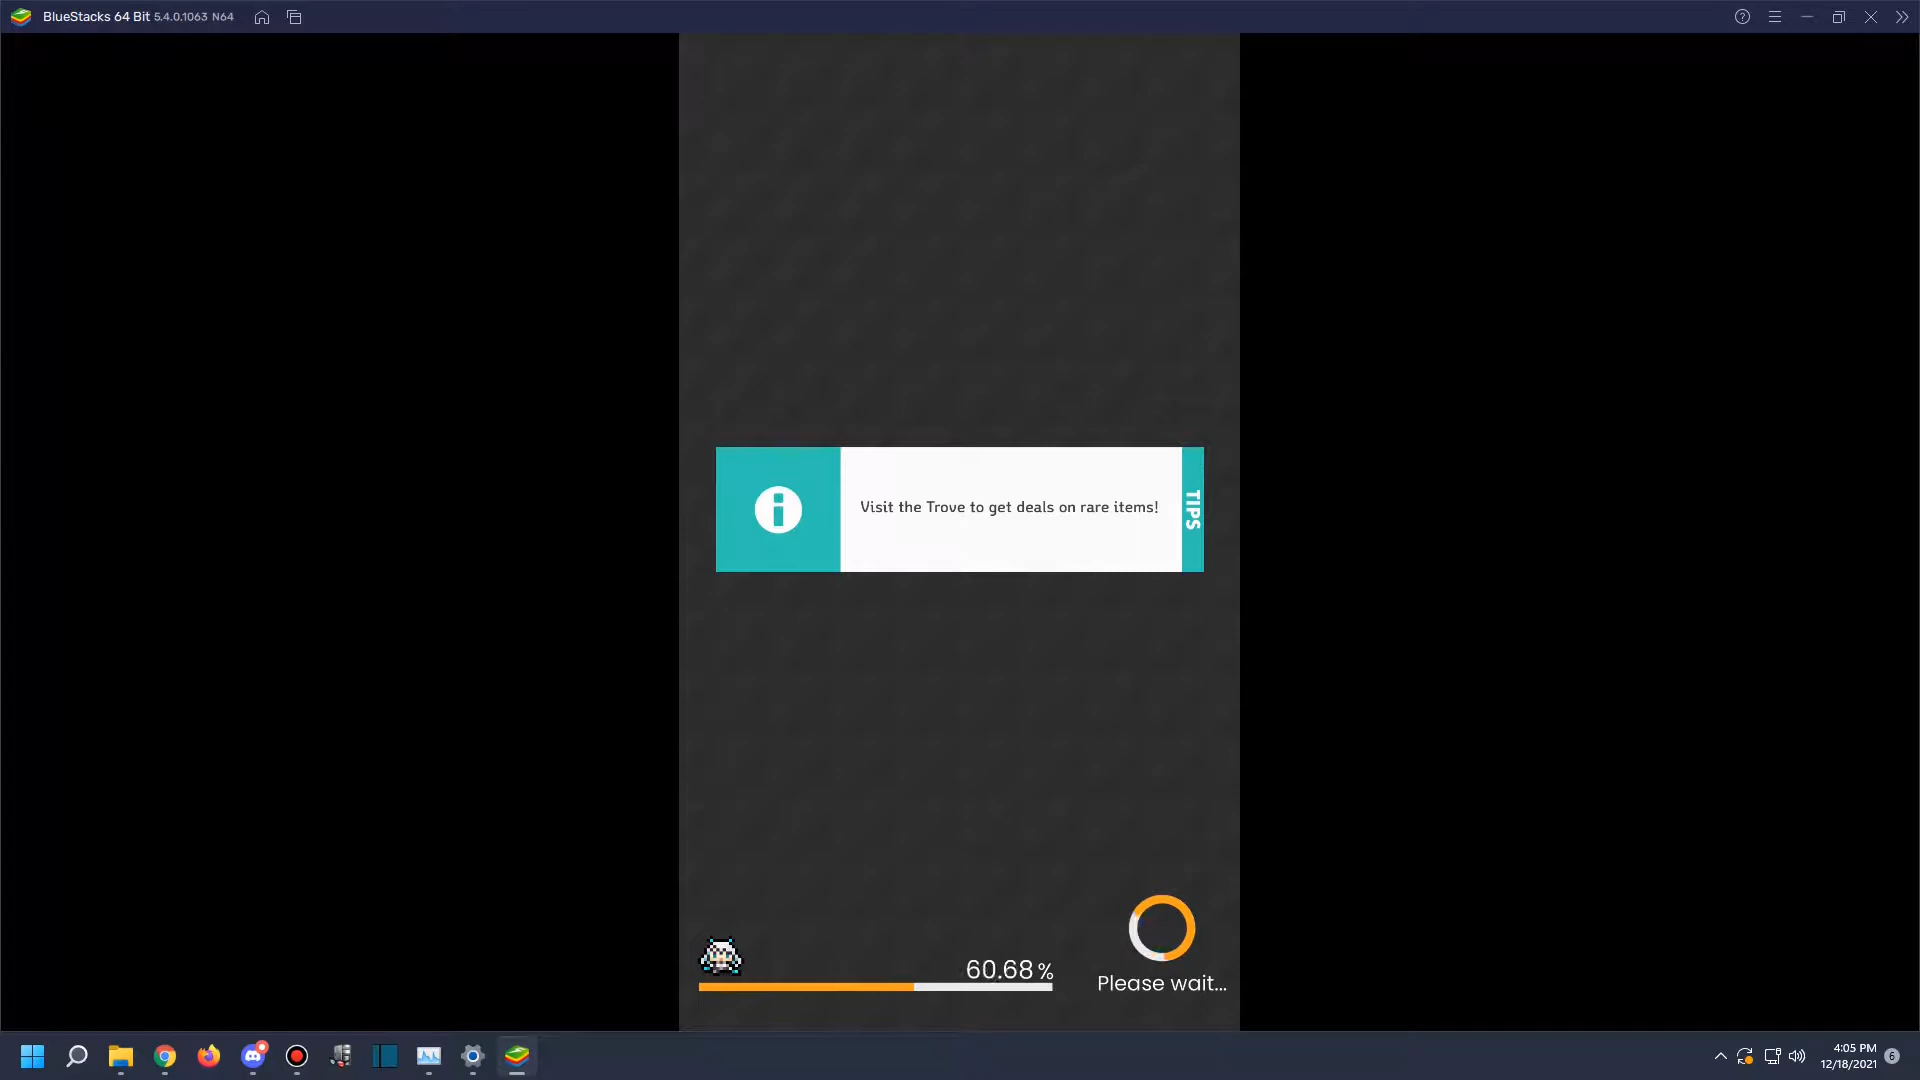 BlueStacks 64 Bit 5.4.0.1063 N64
Visit the Trove to get deals on rare items!
TIPS
60.68 %
Please wait...
4:05 PM
12/18/2021
6